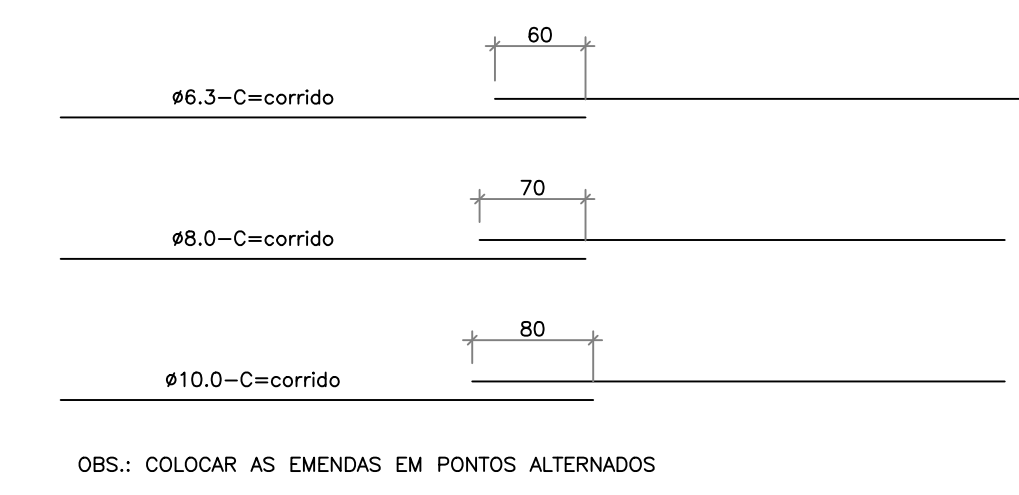 60
ø6.3-C=corrido
70
ø8.0-C=corrido
80
ø10.0-C=corrido
OBS.: COLOCAR AS EMENDAS EM PONTOS ALTERNADOS